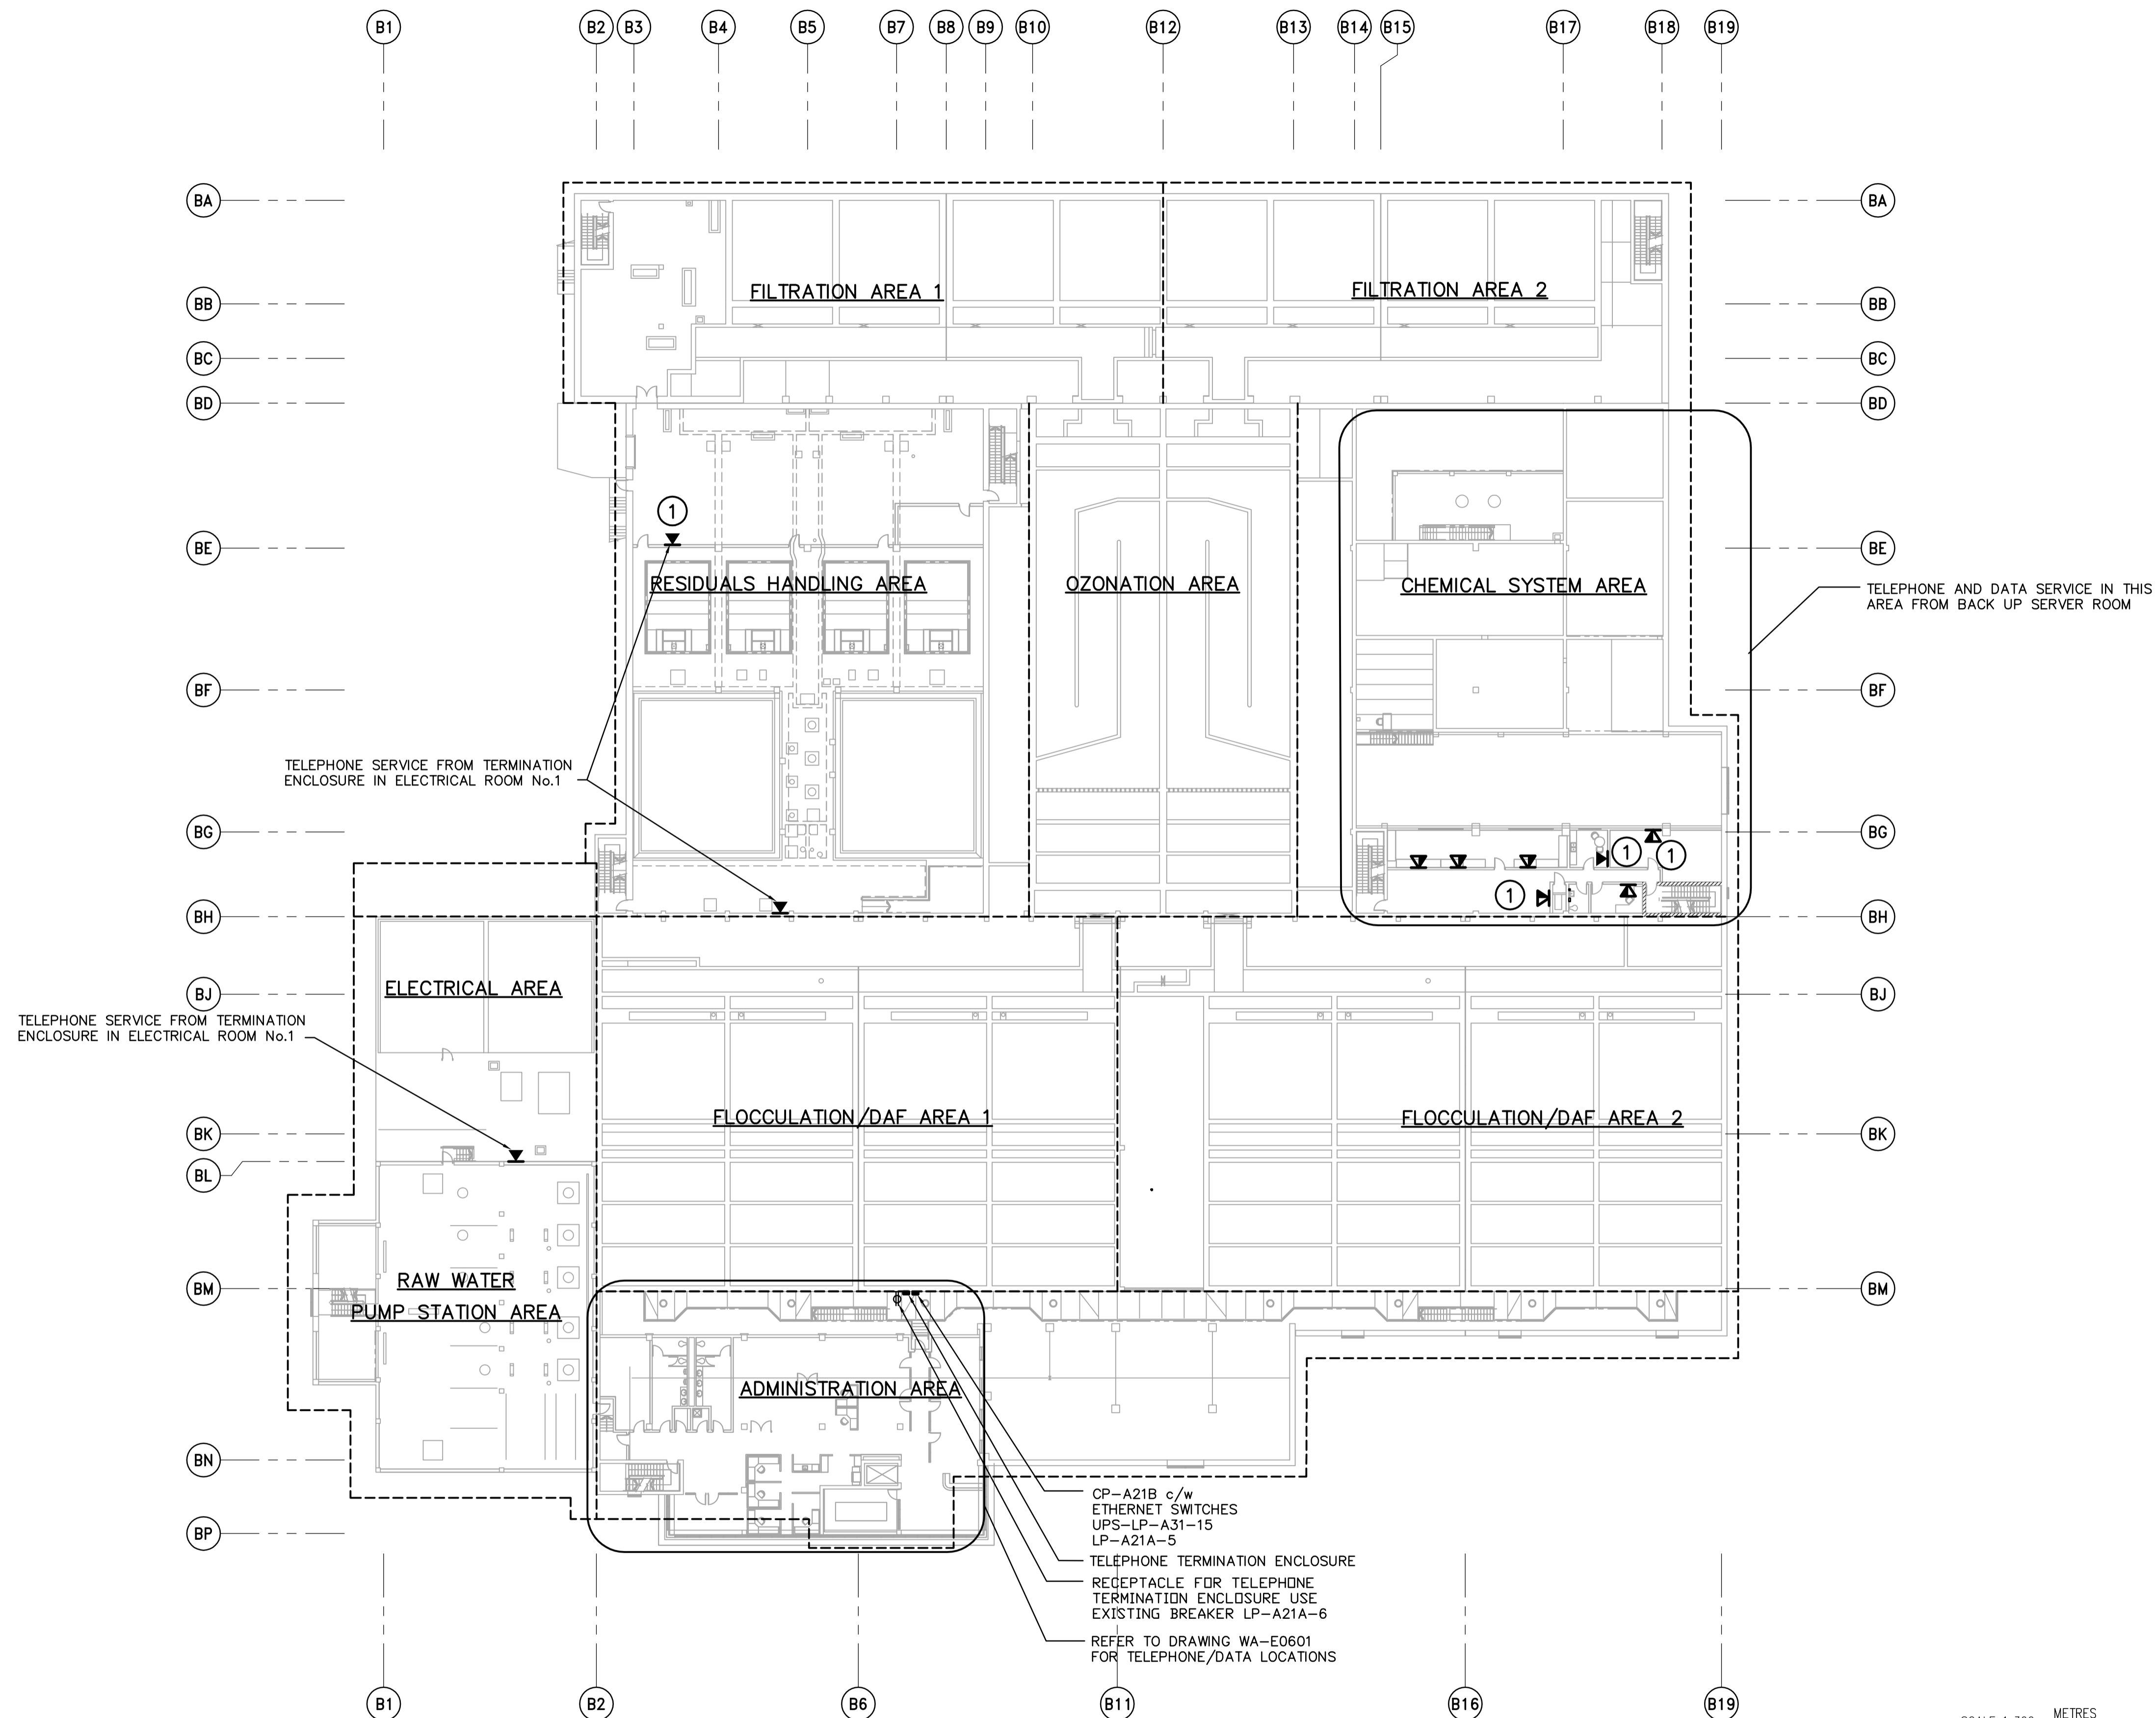 B1 B2 B3 B4 B5 B7 B8 B9 B10 B12 B13 B14 B15 B17 B18 B19
BA BA
FILTRATION AREA 1 FILTRATION AREA 2
BB BB
BC BC
BD BD
1
BE BE
RESIDUALS HANDLING AREA OZONATION AREA CHEMICAL SYSTEM AREA
TELEPHONE AND DATA SERVICE IN THIS
AREA FROM BACK UP SERVER ROOM
BF BF
TELEPHONE SERVICE FROM TERMINATION
ENCLOSURE IN ELECTRICAL ROOM No.1
BG BG
1 1
1
BH BH
ELECTRICAL AREA
BJ BJ
TELEPHONE SERVICE FROM TERMINATION
ENCLOSURE IN ELECTRICAL ROOM No.1
FLOCCULATION/DAF AREA 1 FLOCCULATION/DAF AREA 2
BK BK
BL
RAW WATER
PUMP STATION AREA
BM BM
ADMINISTRATION AREA
BN
CP-A21B c/w
ETHERNET SWITCHES
UPS-LP-A31-15
LP-A21A-5
BP
TELEPHONE TERMINATION ENCLOSURE
RECEPTACLE FOR TELEPHONE
TERMINATION ENCLOSURE USE
EXISTING BREAKER LP-A21A-6
REFER TO DRAWING WA-E0601
FOR TELEPHONE/DATA LOCATIONS
B1 B2 B6 B11 B16 B19
METRES